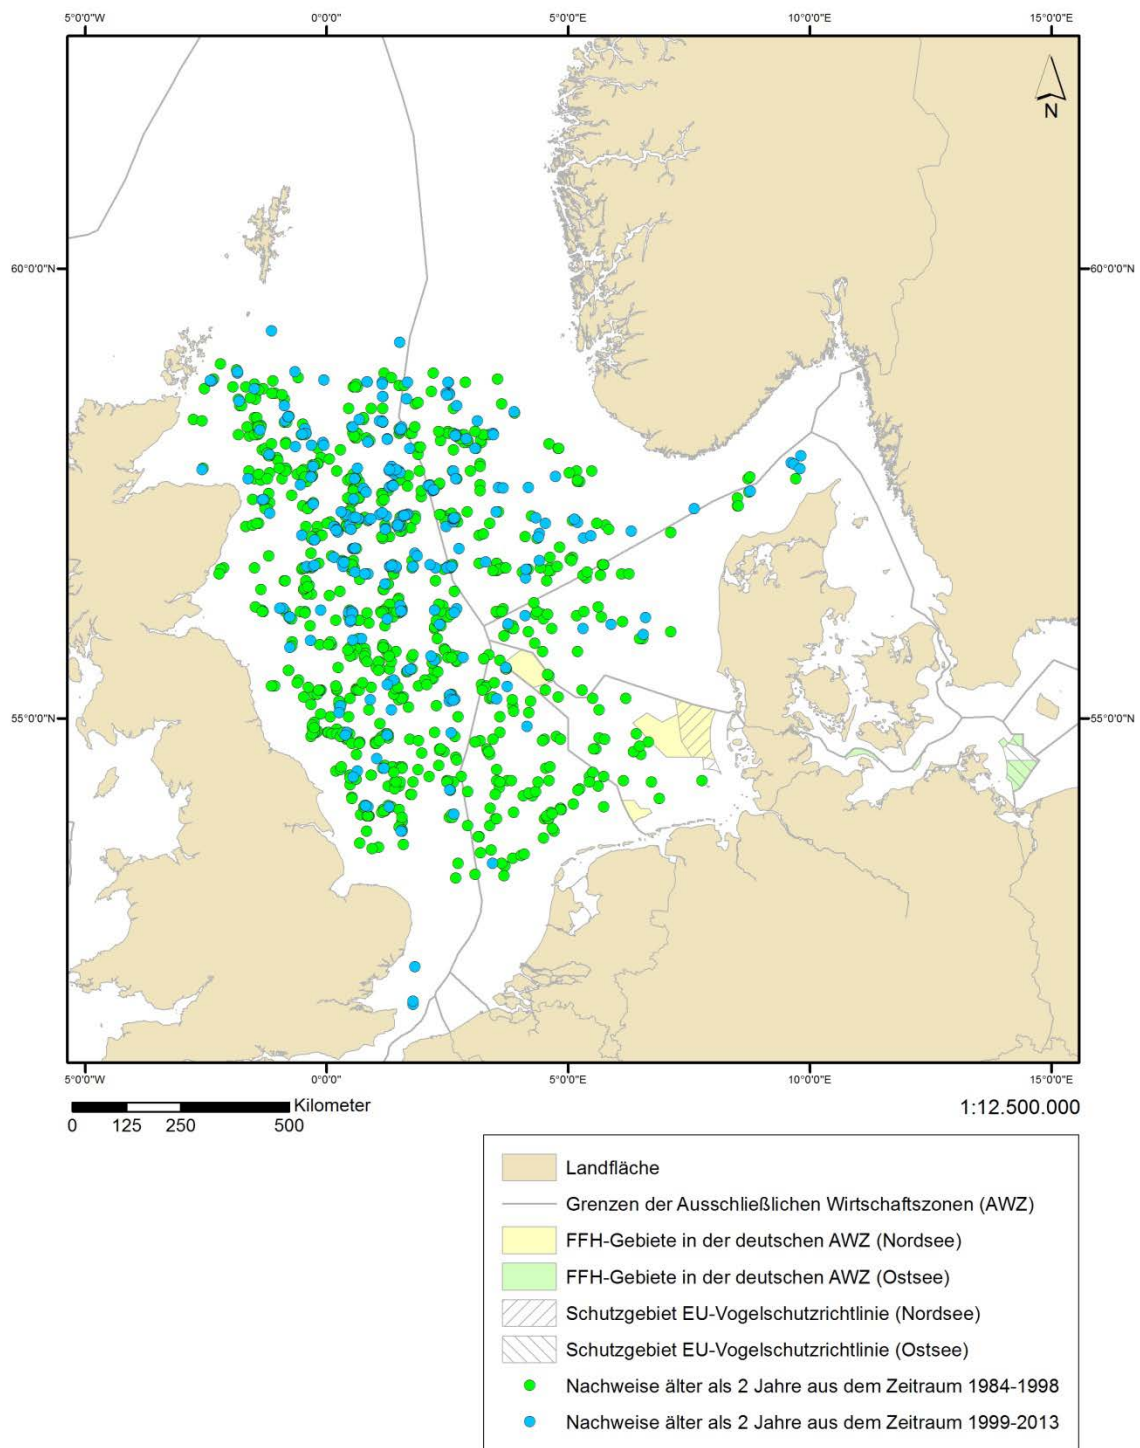 5°0'0"W 0°0'0"E 5°0'0"E 10°0'0"E 15°0'0"E
N
60°0'0"N 60°0'0"N
55°0'0"N 55°0'0"N
5°0'0"W 0°0'0"E 5°0'0"E 10°0'0"E 15°0'0"E
Kilometer
0 125 250 500
1:12.500.000
Landfläche
Grenzen der Ausschließlichen Wirtschaftszonen (AWZ)
FFH-Gebiete in der deutschen AWZ (Nordsee)
FFH-Gebiete in der deutschen AWZ (Ostsee)
Schutzgebiet EU-Vogelschutzrichtlinie (Nordsee)
Schutzgebiet EU-Vogelschutzrichtlinie (Ostsee)
Nachweise älter als 2 Jahre aus dem Zeitraum 1984-1998
Nachweise älter als 2 Jahre aus dem Zeitraum 1999-2013